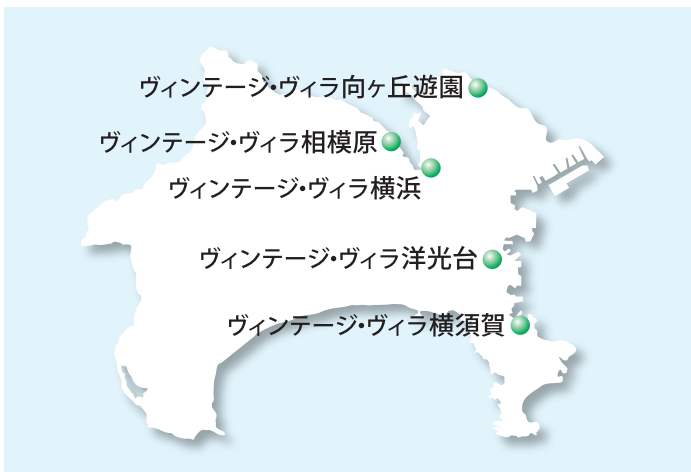 ヴィンテージ・ヴィラ向ヶ丘遊園
ヴィンテージ・ヴィラ相模原
ヴィンテージ・ヴィラ横浜
ヴィンテージ・ヴィラ洋光台
ヴィンテージ・ヴィラ横須賀